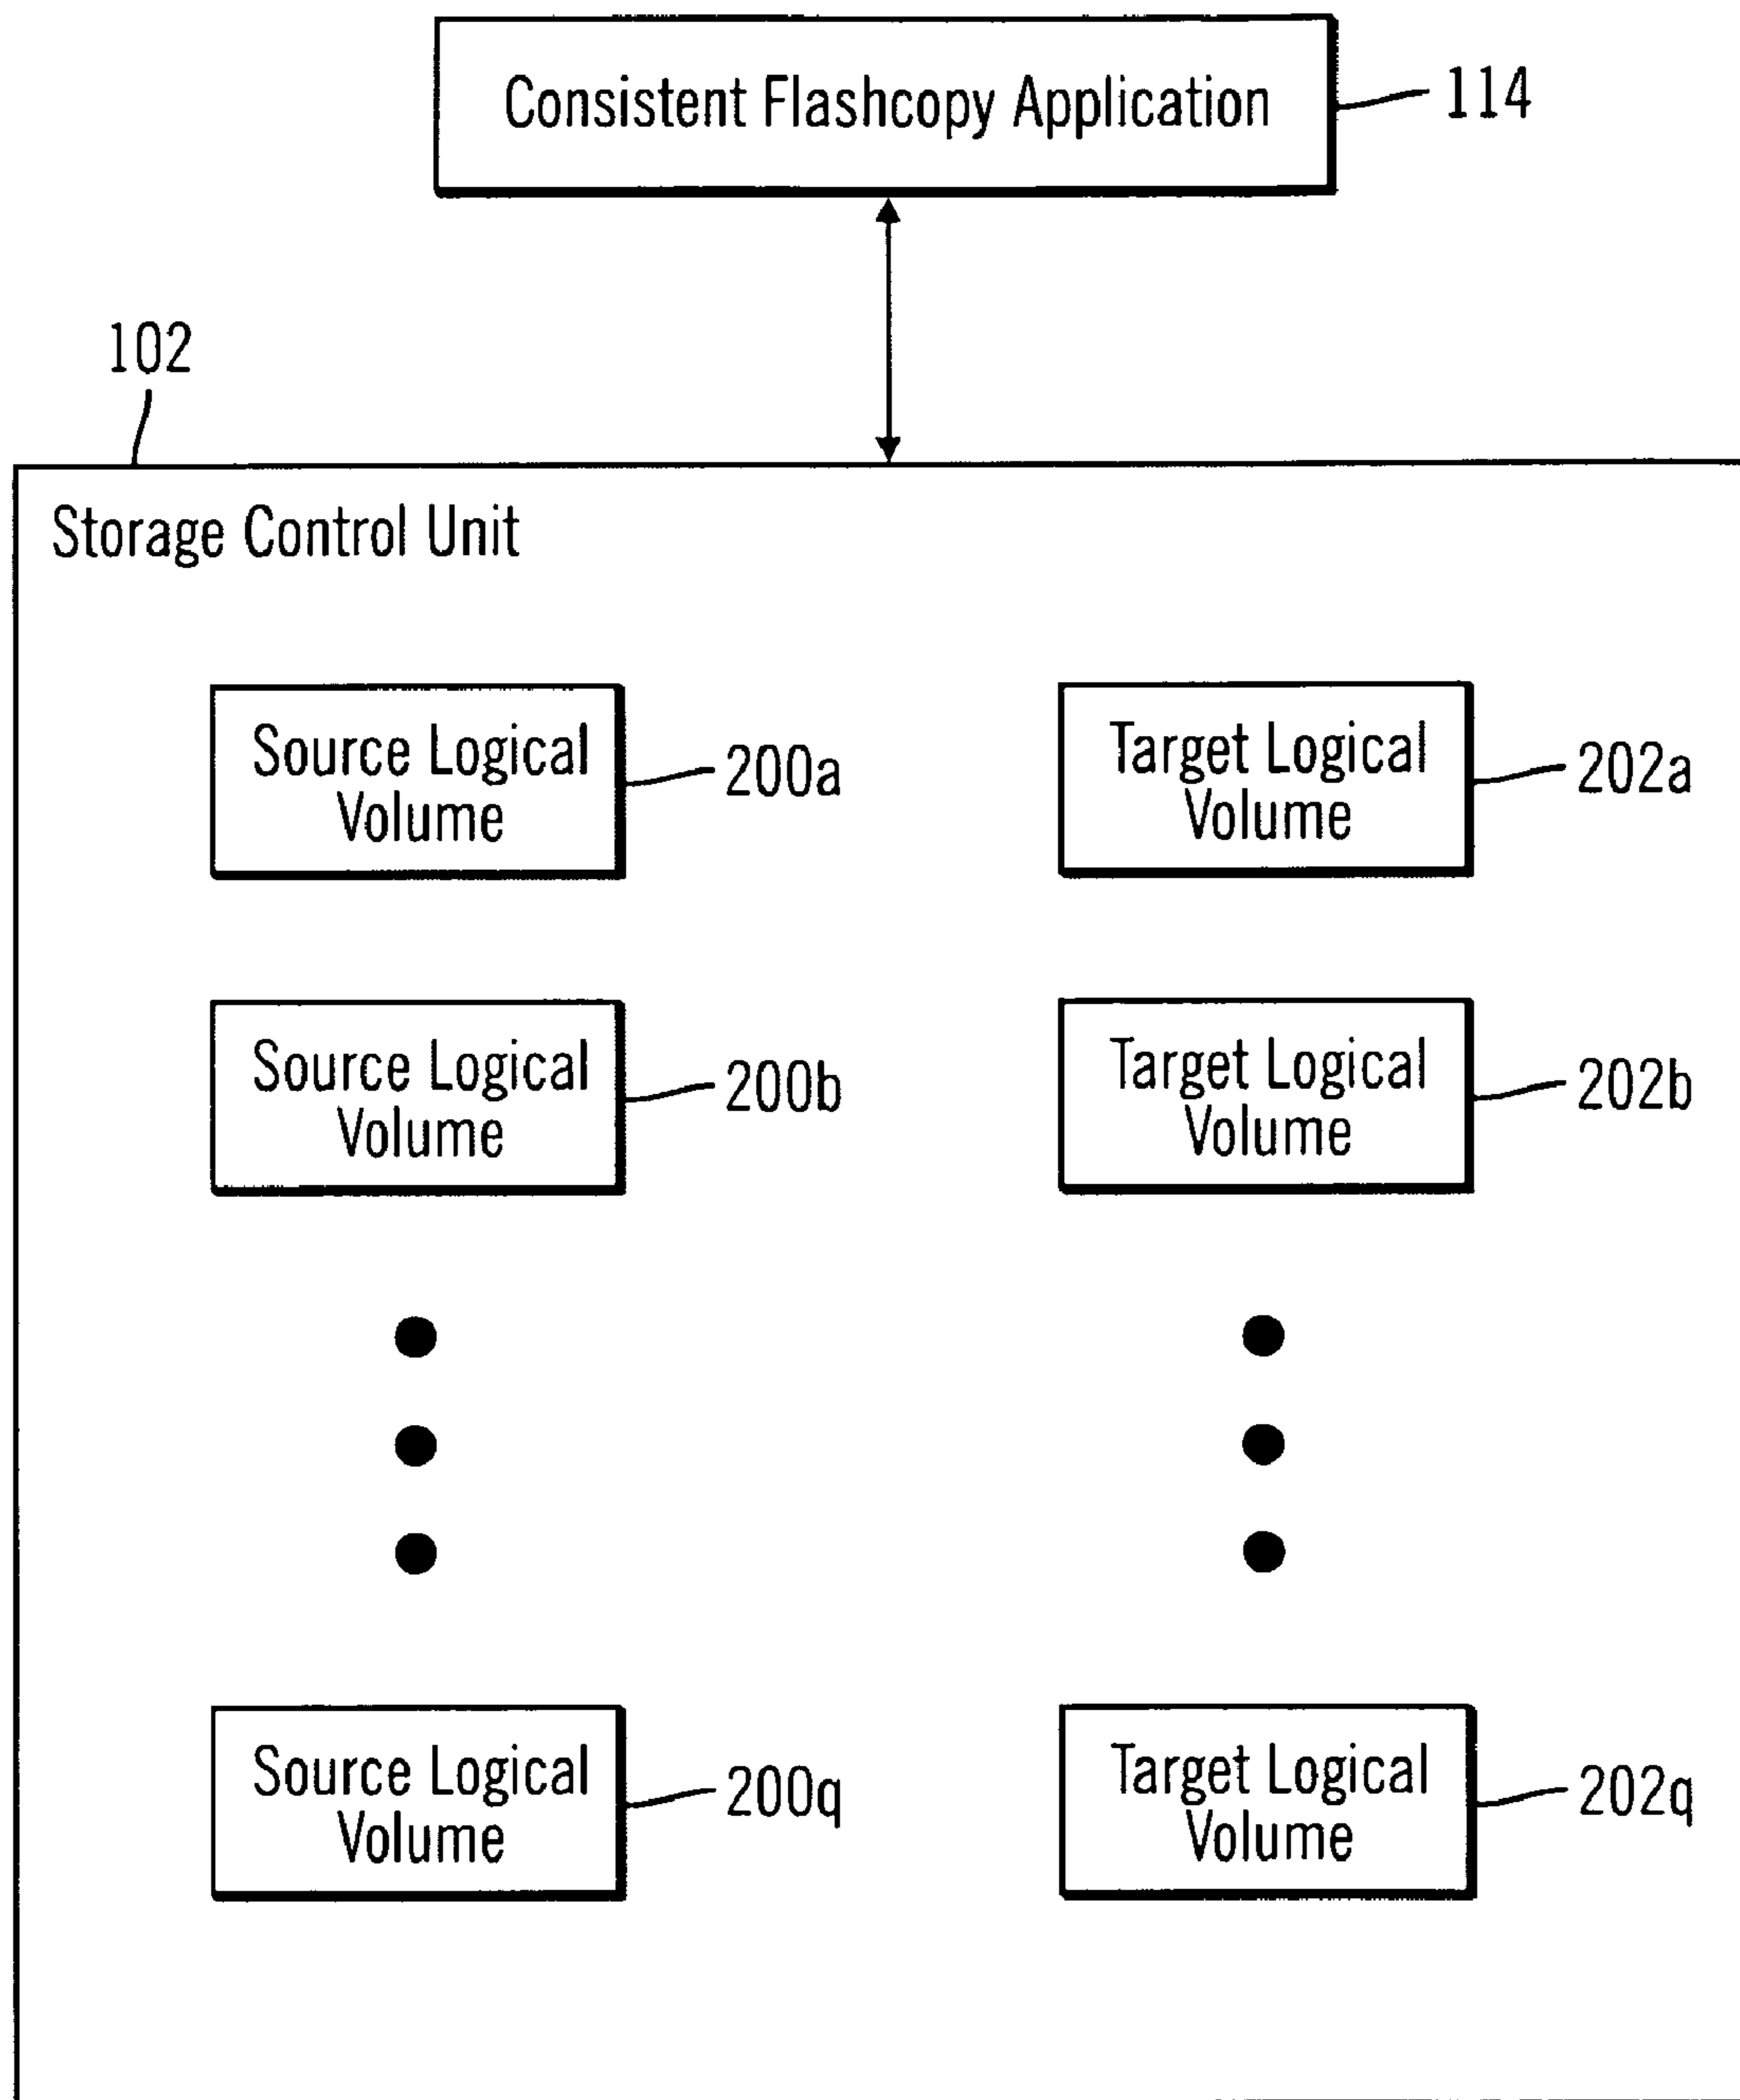 Consistent Flashcopy Application
114
102
Storage Control Unit
Source Logical
Volume
200a
Target Logical
Volume
202a
Source Logical
Volume
200b
Target Logical
Volume
202b
Source Logical
Volume
200q
Target Logical
Volume
202q